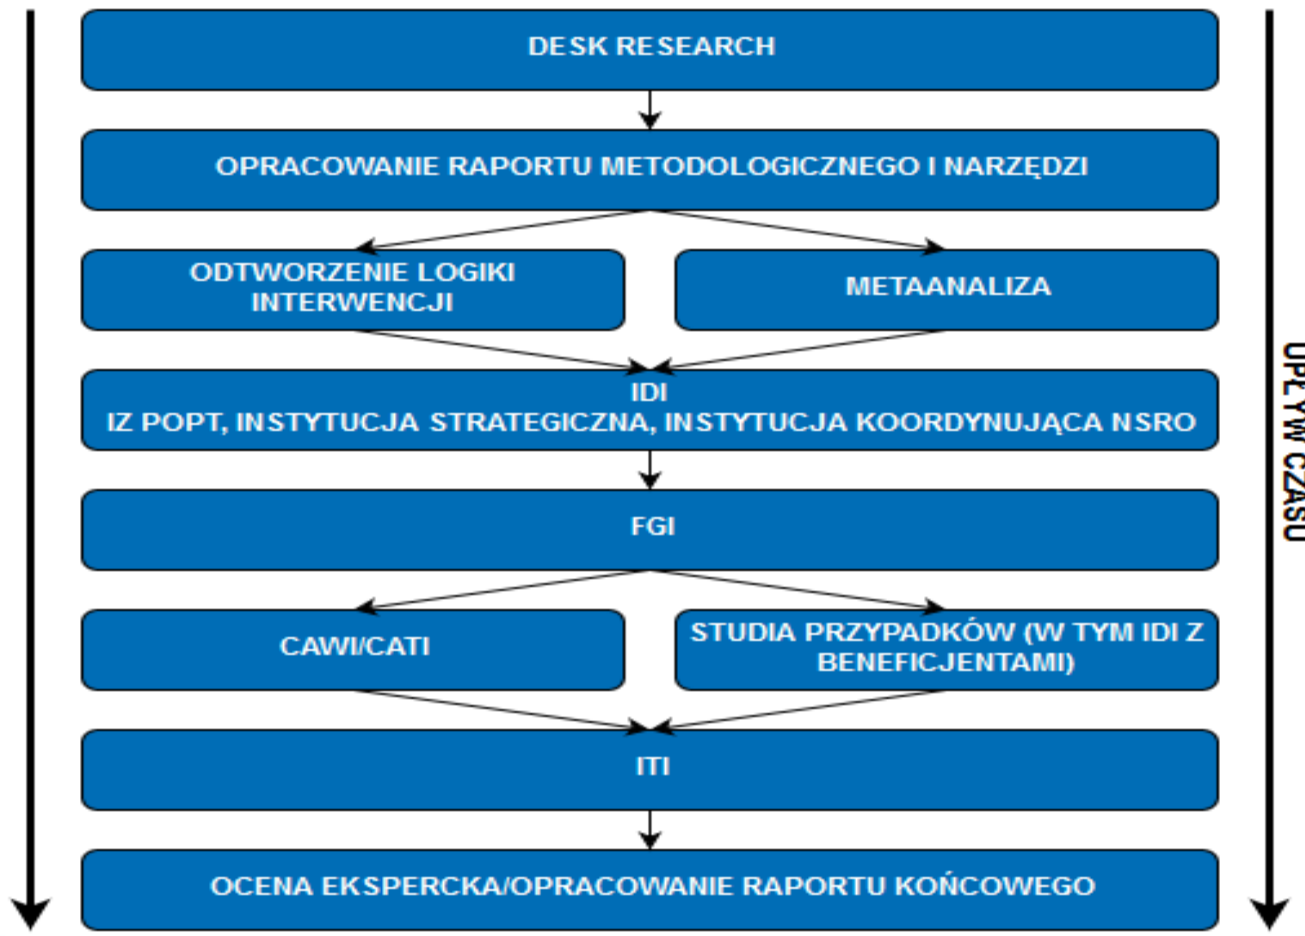 DESK RESEARCH
OPRACOWANIE RAPORTU METODOLOGICZNEGO I NARZĘDZI
ODTWORZENIE LOGIKI
INTERWENCJI
METAANALIZA
IDI
IZ POPT, INSTYTUCJA STRATEGICZNA, INSTYTUCJA KOORDYNUJĄCA NSRO
FGI
CAWI/CATI
STUDIA PRZYPADKÓW (W TYM IDI Z
BENEFICJENTAMI)
ITI
OCENA EKSPERCKA/OPRACOWANIE RAPORTU KOŃCOWEGO
UPŁYW CZASU